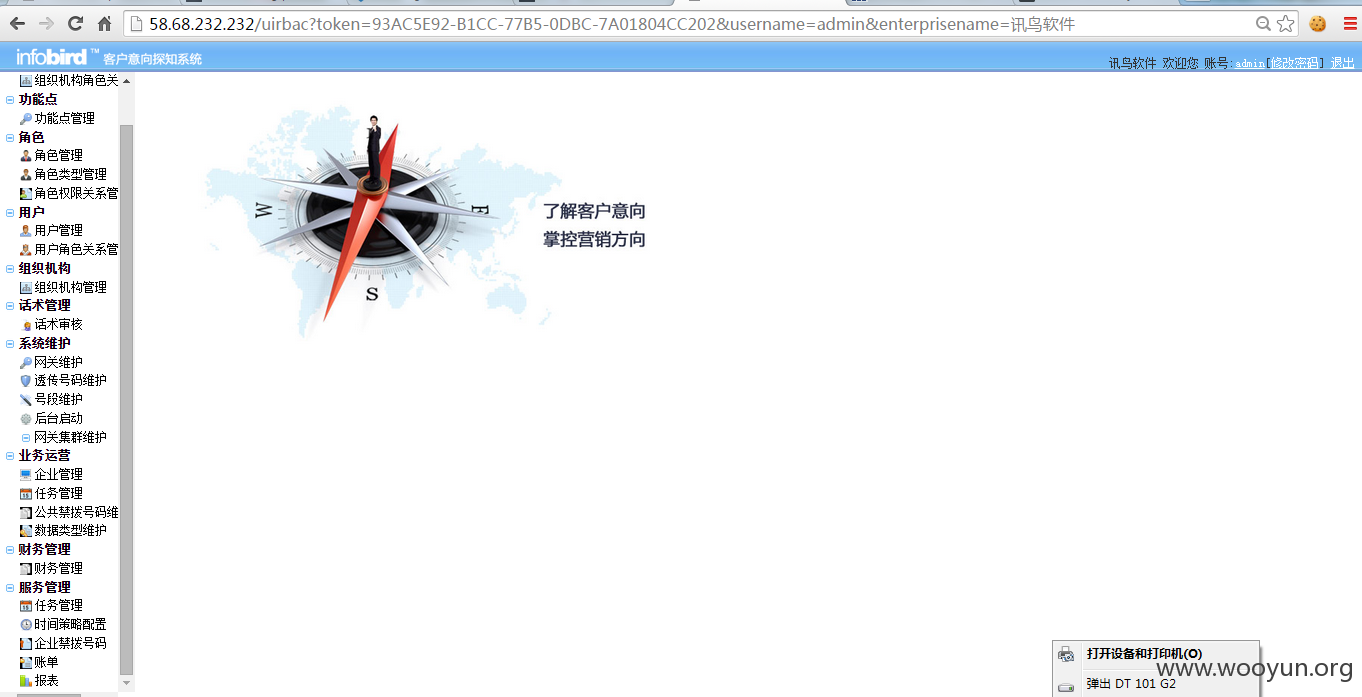 58.68.232.232/uirbac?token=93AC5E92-B1CC-77B5-0DBC-7A01804CC202&username=admin&enterprisename=讯鸟软件
infobird™ 客户意向探知系统
讯鸟软件 欢迎您 账号:admin[修改密码] 退出
组织机构角色关
功能点
功能点管理
角色
角色管理
角色类型管理
角色权限关系管
用户
用户管理
用户角色关系管
组织机构
组织机构管理
话术管理
话术审核
系统维护
网关维护
透传号码维护
号段维护
后台启动
网关集群维护
业务运营
企业管理
任务管理
公共禁拨号码维
数据类型维护
财务管理
财务管理
服务管理
任务管理
时间策略配置
企业禁拨号码
账单
报表
W
E
S
了解客户意向
掌控营销方向
打开设备和打印机(O)
弹出 DT 101 G2
www.wooyun.org